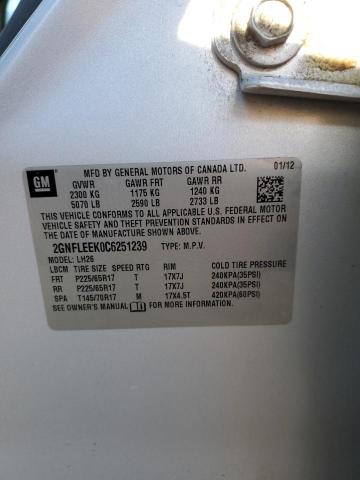 GM
MFD BY GENERAL MOTORS OF CANADA LTD. 01/12
GVWR GAWR FRT GAWR RR
2300 KG 1175 KG 1240 KG
5070 LB 2590 LB 2733 LB
THIS VEHICLE CONFORMS TO ALL APPLICABLE U.S. FEDERAL MOTOR
VEHICLE SAFETY AND THEFT PREVENTION STANDARDS IN
EFFECT ON THE DATE OF MANUFACTURE SHOWN ABOVE.
2GNFLEEK0C6251239 TYPE: M.P.V.
MODEL: LH26
LBCM TIRE SIZE SPEED RTG RIM COLD TIRE PRESSURE
FRT P225/65R17 T 17X7J 240KPA(35PSI)
RR P225/65R17 T 17X7J 240KPA(35PSI)
SPA T145/70R17 M 17X4.5T 420KPA(60PSI)
SEE OWNER'S MANUAL FOR MORE INFORMATION.